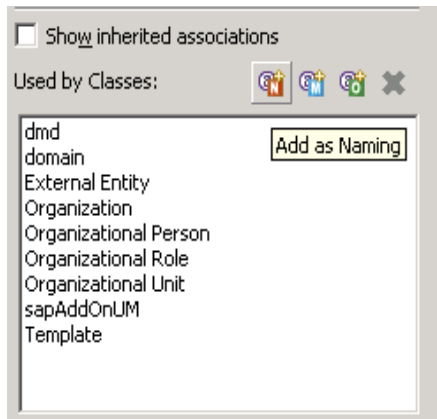 Show inherited associations
Used by Classes:
N M O
dmd
Add as Naming
domain
External Entity
Organization
Organizational Person
Organizational Role
Organizational Unit
sapAddOnUM
Template